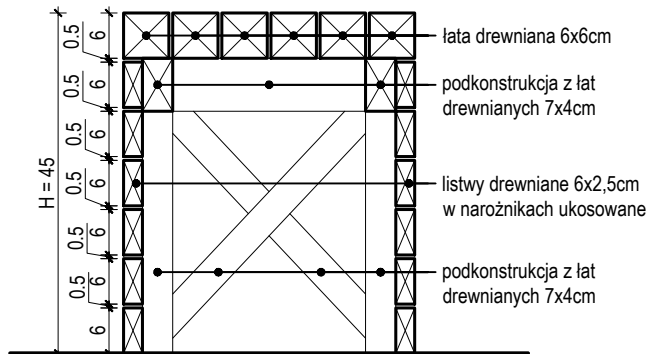 łata drewniana 6x6cm
podkonstrukcja z łat
drewnianych 7x4cm
listwy drewniane 6x2,5cm
w narożnikach ukosowane
podkonstrukcja z łat
drewnianych 7x4cm
H = 45
6
0.5
6
0.5
6
0.5
6
0.5
6
0.5
6
0.5
6